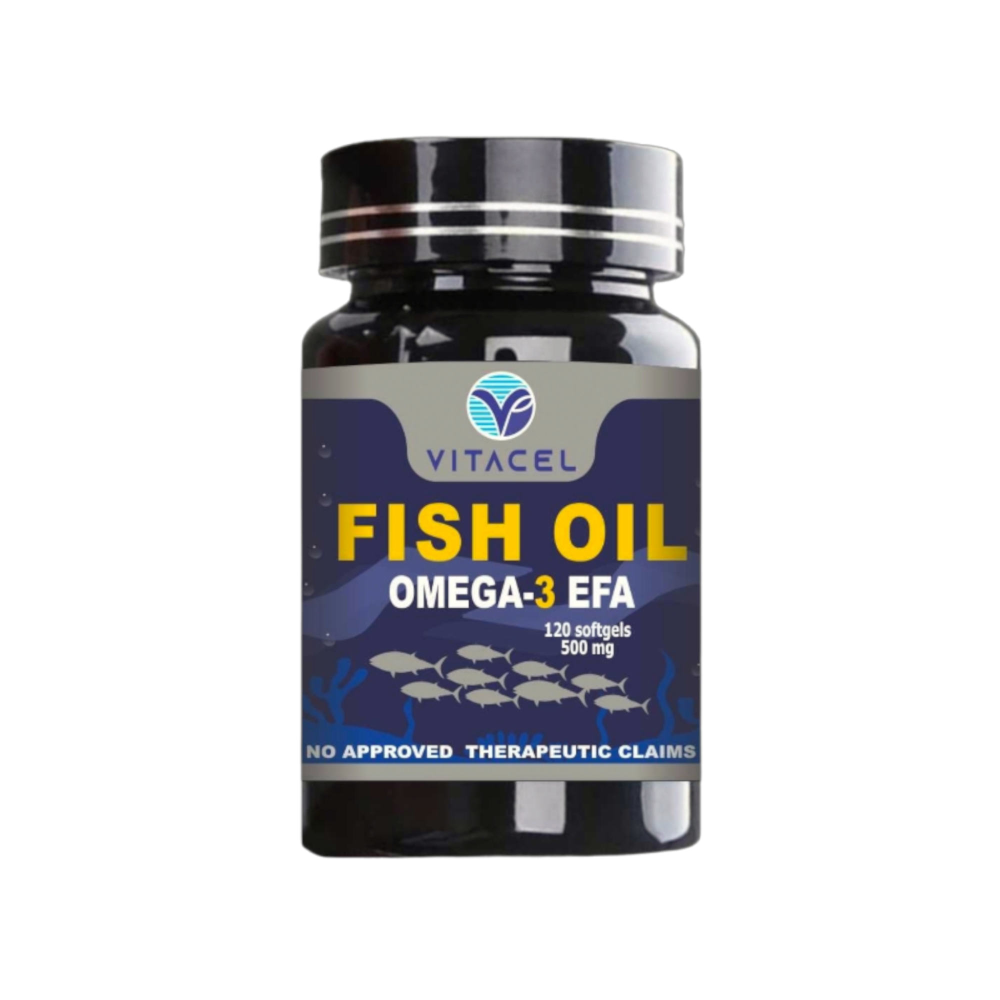 VITACEL
FISH OIL
OMEGA-3 EFA
120 softgels
500 mg
NO APPROVED THERAPEUTIC CLAIMS